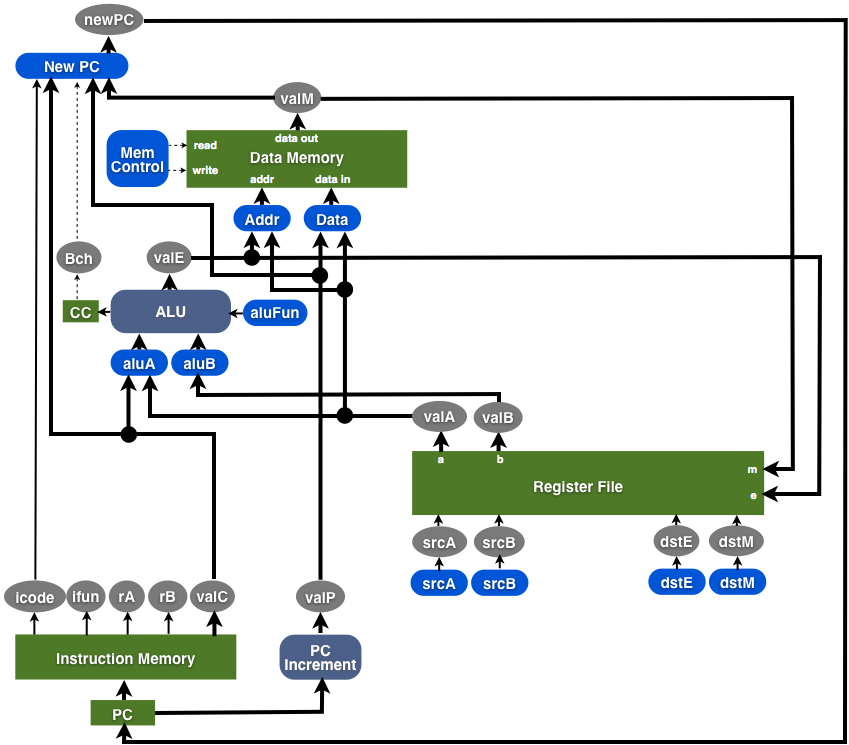 newPC
New PC
valM
data out
Mem
Control
read
write
Data Memory
addr
data in
Addr
Data
Bch
valE
CC
ALU
aluFun
aluA
aluB
valA
valB
a
b
m
Register File
e
srcA
srcB
dstE
dstM
srcA
srcB
dstE
dstM
icode
ifun
rA
rB
valC
valP
Instruction Memory
PC
Increment
PC